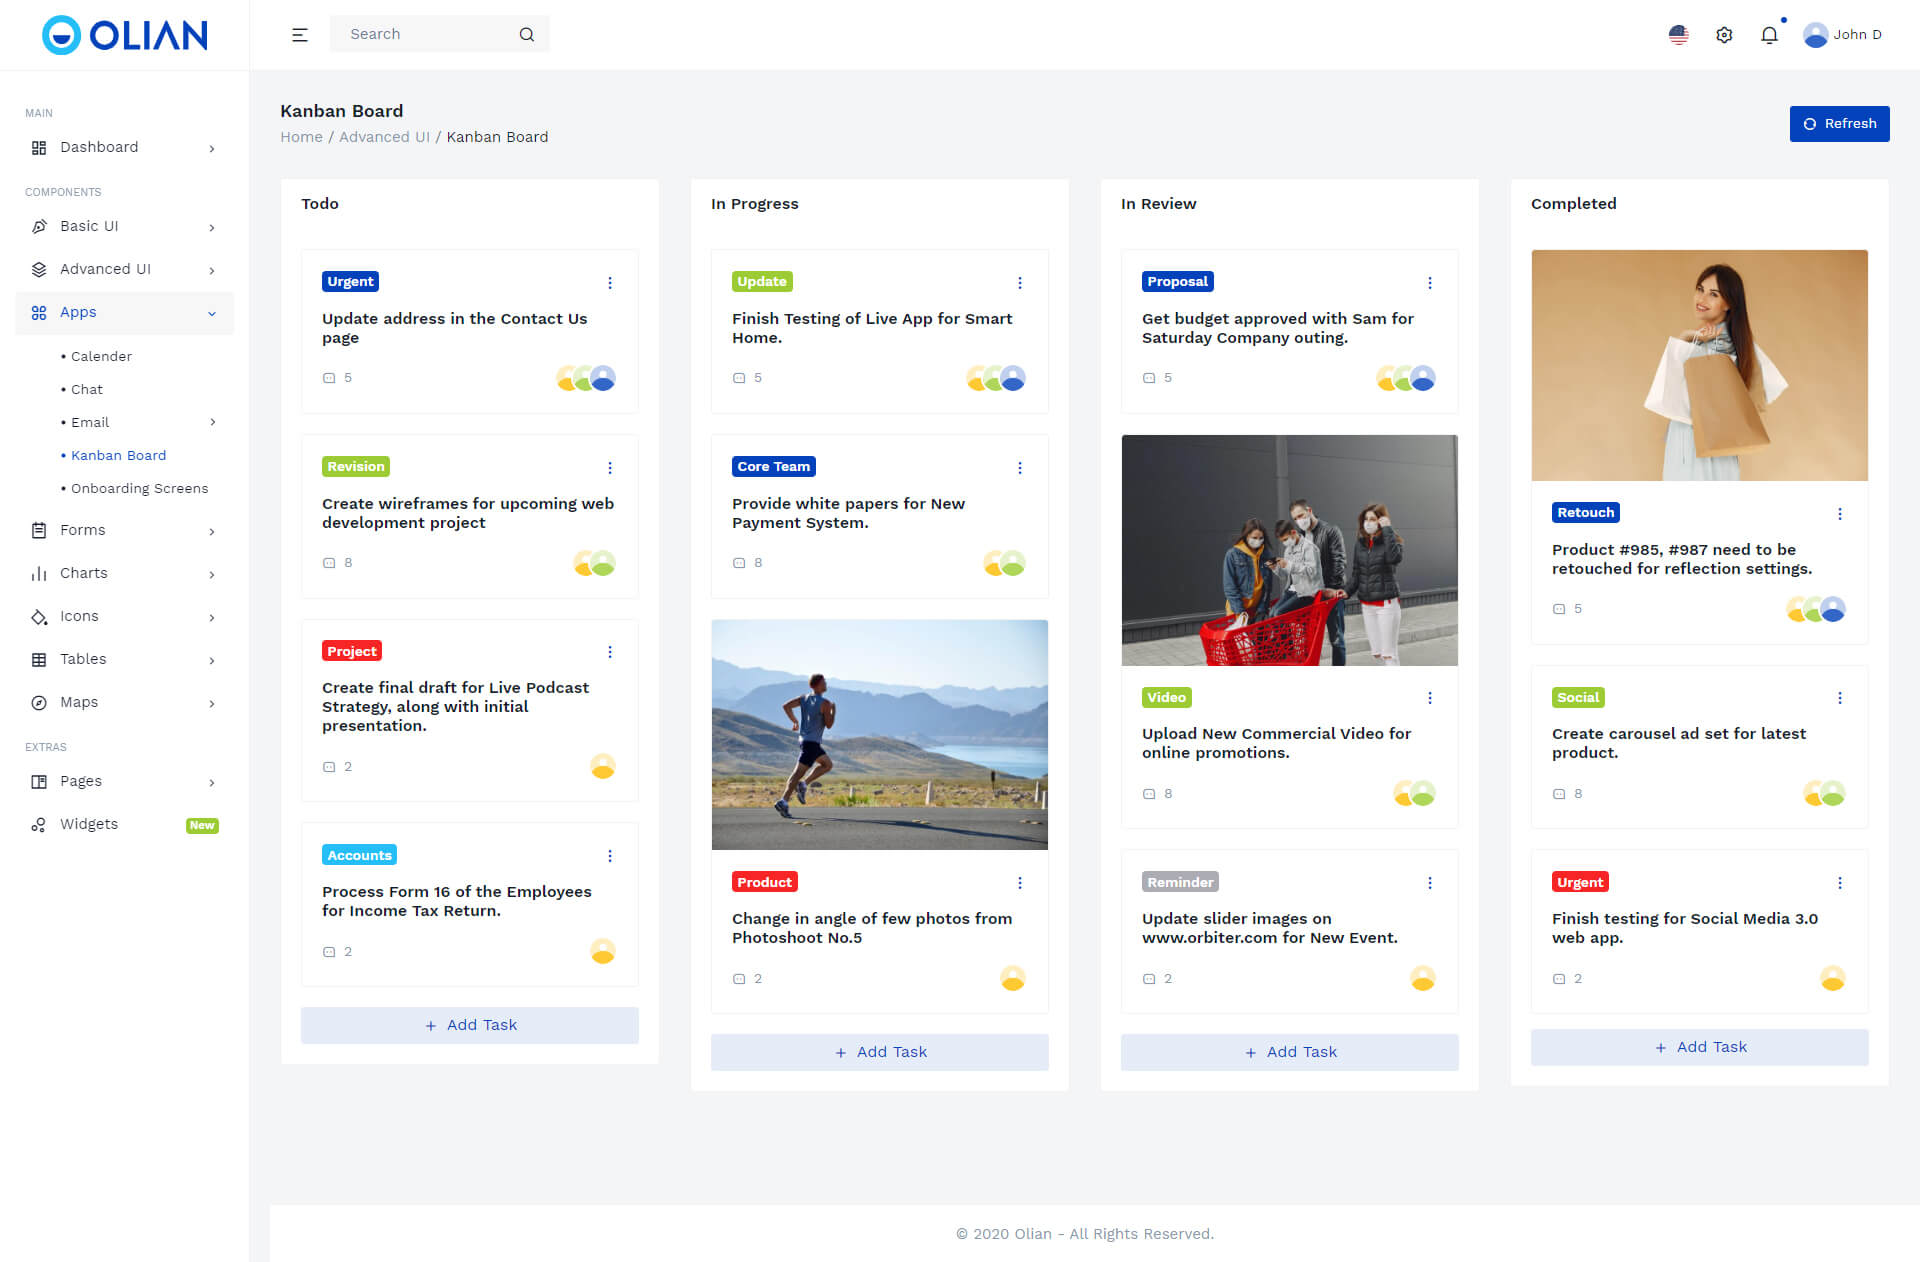 OLIAN
Search
John D
MAIN
Dashboard
COMPONENTS
Basic UI
Advanced UI
Apps
• Calender
• Chat
• Email
• Kanban Board
• Onboarding Screens
Forms
Charts
Icons
Tables
Maps
EXTRAS
Pages
Widgets
New
Kanban Board
Home / Advanced UI / Kanban Board
Refresh
Todo
Urgent
Update address in the Contact Us
page
5
Revision
Create wireframes for upcoming web
development project
8
Project
Create final draft for Live Podcast
Strategy, along with initial
presentation.
2
Accounts
Process Form 16 of the Employees
for Income Tax Return.
2
+ Add Task
In Progress
Update
Finish Testing of Live App for Smart
Home.
5
Core Team
Provide white papers for New
Payment System.
8
Product
Change in angle of few photos from
Photoshoot No.5
2
+ Add Task
In Review
Proposal
Get budget approved with Sam for
Saturday Company outing.
5
Video
Upload New Commercial Video for
online promotions.
8
Reminder
Update slider images on
www.orbiter.com for New Event.
2
+ Add Task
Completed
Retouch
Product #985, #987 need to be
retouched for reflection settings.
5
Social
Create carousel ad set for latest
product.
8
Urgent
Finish testing for Social Media 3.0
web app.
2
+ Add Task
© 2020 Olian - All Rights Reserved.